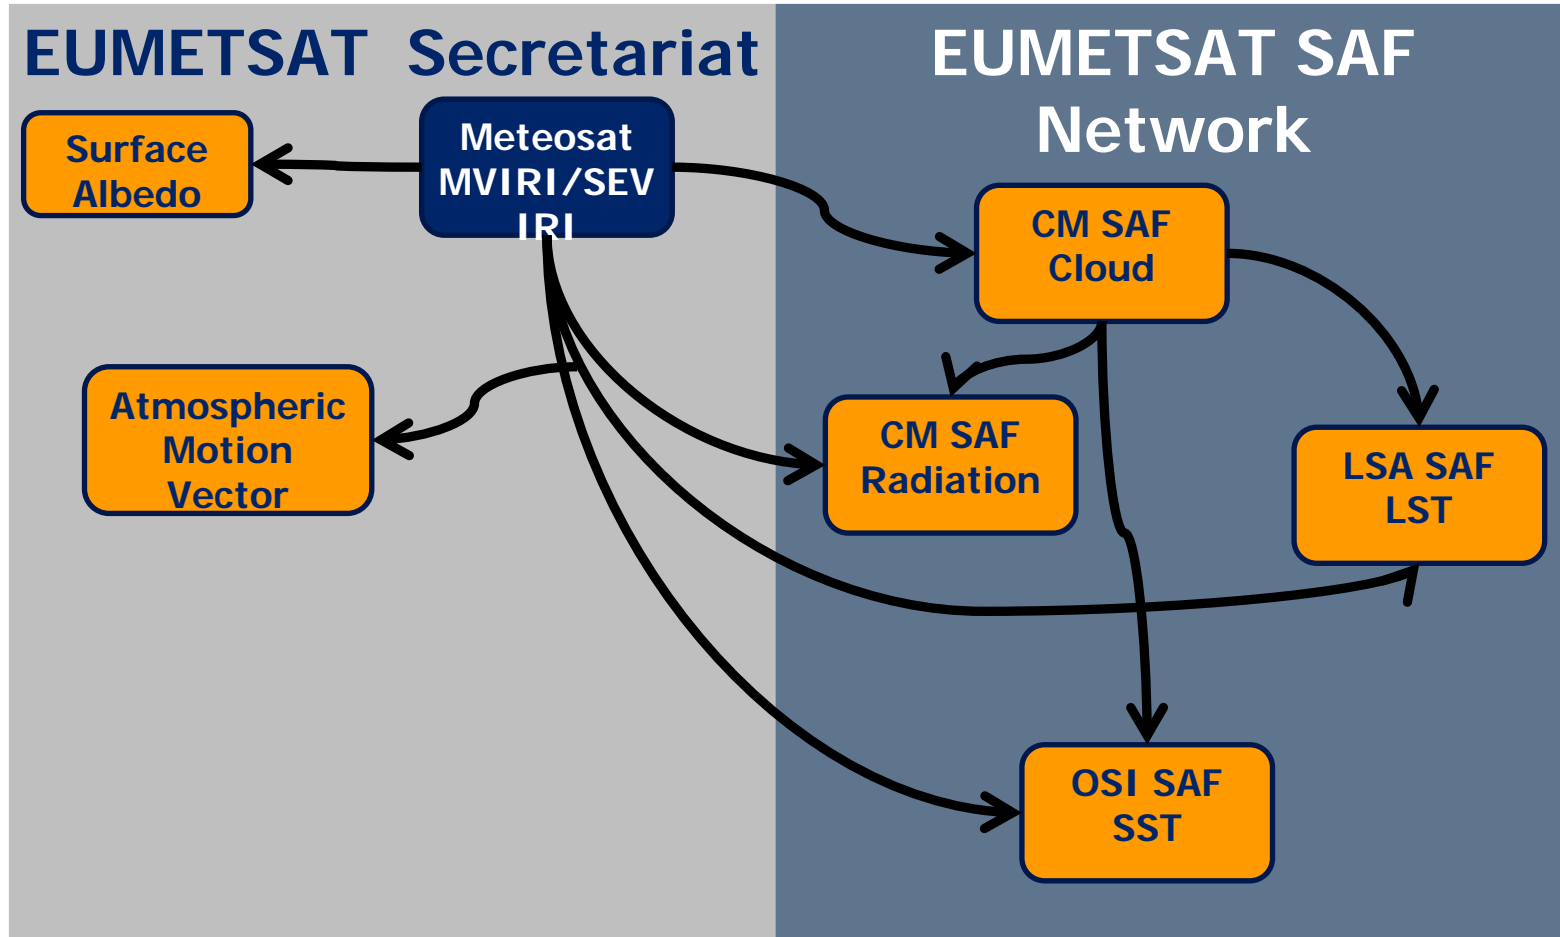 EUMETSAT Secretariat
EUMETSAT SAF
Network
Surface
Albedo
Meteosat
MVIRI/SEV
IRI
CM SAF
Cloud
Atmospheric
Motion
Vector
CM SAF
Radiation
LSA SAF
LST
OSI SAF
SST